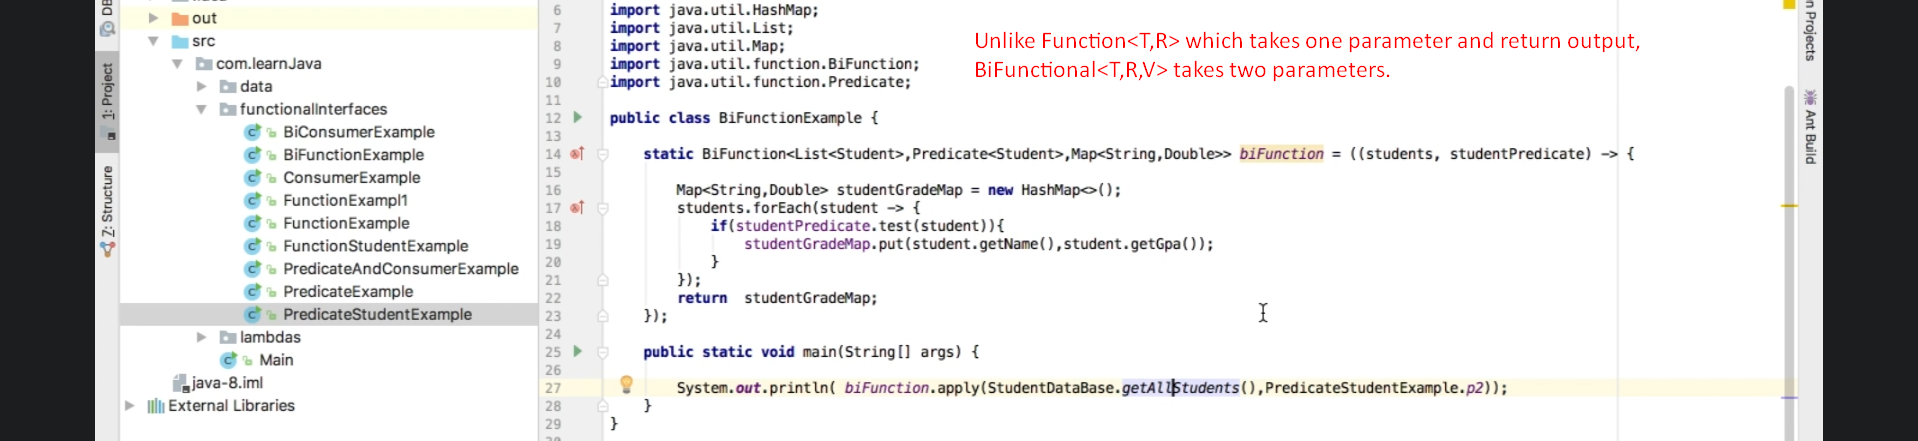 DB
out
src
com.learnJava
data
functionalInterfaces
BiConsumerExample
BiFunctionExample
ConsumerExample
FunctionExampl1
FunctionExample
FunctionStudentExample
PredicateAndConsumerExample
PredicateExample
PredicateStudentExample
lambdas
Main
java-8.iml
External Libraries
1: Project
Z: Structure
6 import java.util.HashMap;
7 import java.util.List;
8 import java.util.Map;
9 import java.util.function.BiFunction;
10 import java.util.function.Predicate;
11
12 public class BiFunctionExample {
13
14 static BiFunction<List<Student>,Predicate<Student>,Map<String,Double>> biFunction = ((students, studentPredicate) -> {
15
16 Map<String,Double> studentGradeMap = new HashMap<>();
17 students.forEach(student -> {
18 if(studentPredicate.test(student)){
19 studentGradeMap.put(student.getName(),student.getGpa());
20 }
21 });
22 return studentGradeMap;
23 });
24
25 public static void main(String[] args) {
26
27 System.out.println( biFunction.apply(StudentDataBase.getAllStudents(),PredicateStudentExample.p2));
28 }
29 }
Unlike Function<T,R> which takes one parameter and return output,
BiFunctional<T,R,V> takes two parameters.
n Projects
Ant Build